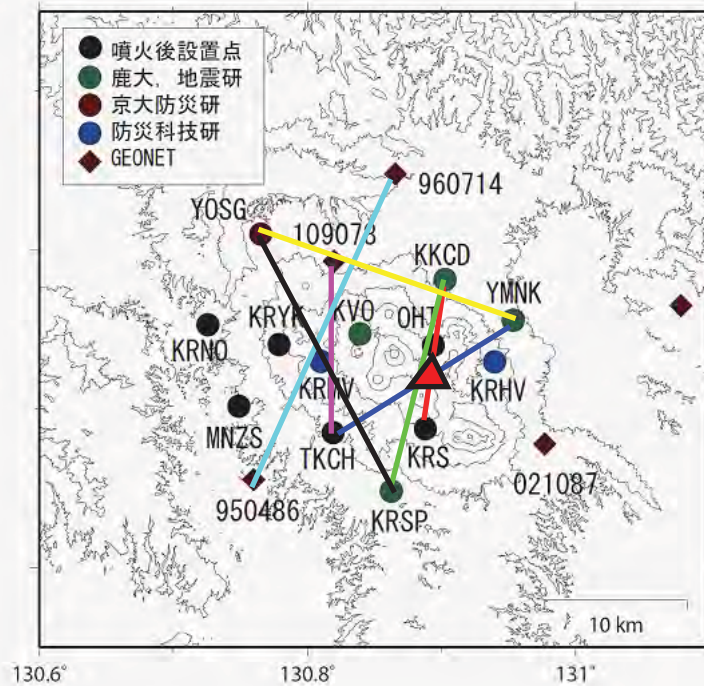 噴火後設置点
鹿大，地震研
京大防災研
防災科技研
GEONET
960714
YOSG
109078
KKCD
YMNK
KVO
OHT
KRYK
KRNO
KRHV
MNZS
TKCH
KRS
021087
950486
KRSP
10 km
130.6°
130.8°
131°